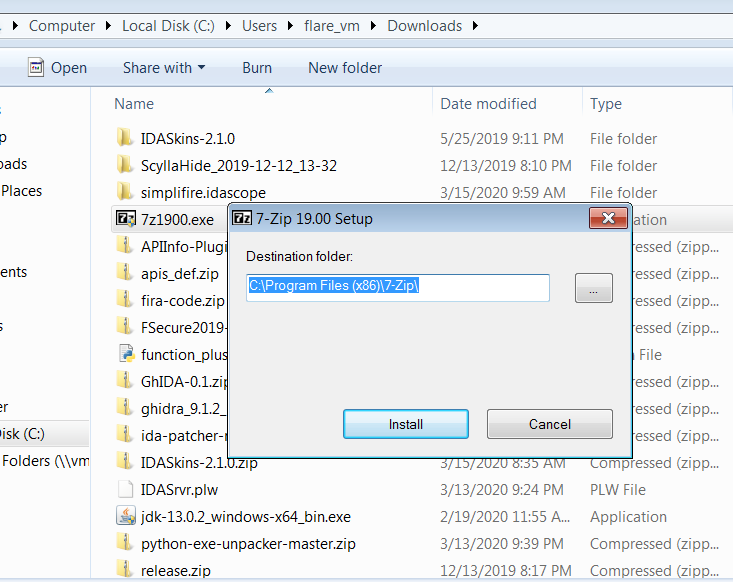 Computer Local Disk (C:) Users flare_vm Downloads
Open Share with Burn New folder
Name Date modified Type
IDASkins-2.1.0 5/25/2019 9:11 PM File folder
ScyllaHide_2019-12-12_13-32 12/13/2019 8:10 PM File folder
simplifire.idascope 3/15/2020 9:59 AM File folder
7z1900.exe ation
APIInfo-Plugi ressed (zipp...
apis_def.zip ressed (zipp...
fira-code.zip ressed (zipp...
FSecure2019- ressed (zipp...
function_plus File
GhIDA-0.1.zip ressed (zipp...
ghidra_9.1.2_ ressed (zipp...
ida-patcher- ressed (zipp...
IDASkins-2.1.0.zip 3/15/2020 8:35 AM Compressed (zipp...
IDASrvr.plw 3/13/2020 9:24 PM PLW File
jdk-13.0.2_windows-x64_bin.exe 2/19/2020 11:55 A... Application
python-exe-unpacker-master.zip 3/13/2020 9:39 PM Compressed (zipp...
release.zip 12/13/2019 8:17 PM Compressed (zipp...
oads
Places
ents
er
isk (C:)
Folders (\\vm
7-Zip 19.00 Setup
Destination folder:
C:\Program Files (x86)\7-Zip\
...
Install Cancel